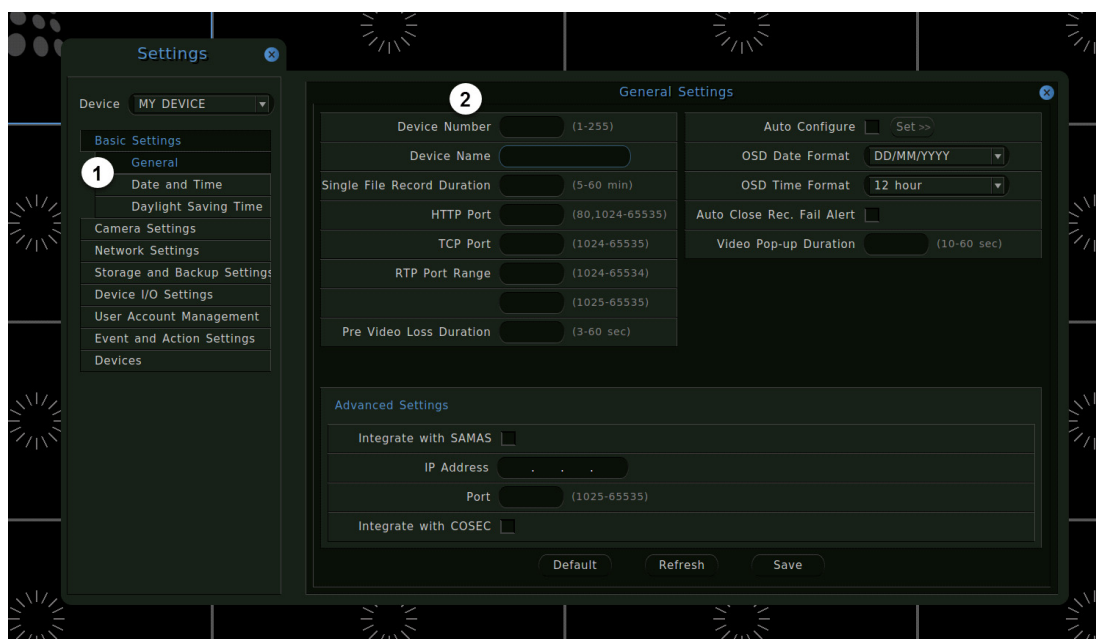 Settings
Device MY DEVICE
Basic Settings
General
Date and Time
Daylight Saving Time
Camera Settings
Network Settings
Storage and Backup Settings
Device I/O Settings
User Account Management
Event and Action Settings
Devices
1
2
General Settings
Device Number (1-255)
Device Name
Single File Record Duration (5-60 min)
HTTP Port (80,1024-65535)
TCP Port (1024-65535)
RTP Port Range (1024-65534)
(1025-65535)
Pre Video Loss Duration (3-60 sec)
Auto Configure Set >>
OSD Date Format DD/MM/YYYY
OSD Time Format 12 hour
Auto Close Rec. Fail Alert
Video Pop-up Duration (10-60 sec)
Advanced Settings
Integrate with SAMAS
IP Address . . .
Port (1025-65535)
Integrate with COSEC
Default Refresh Save